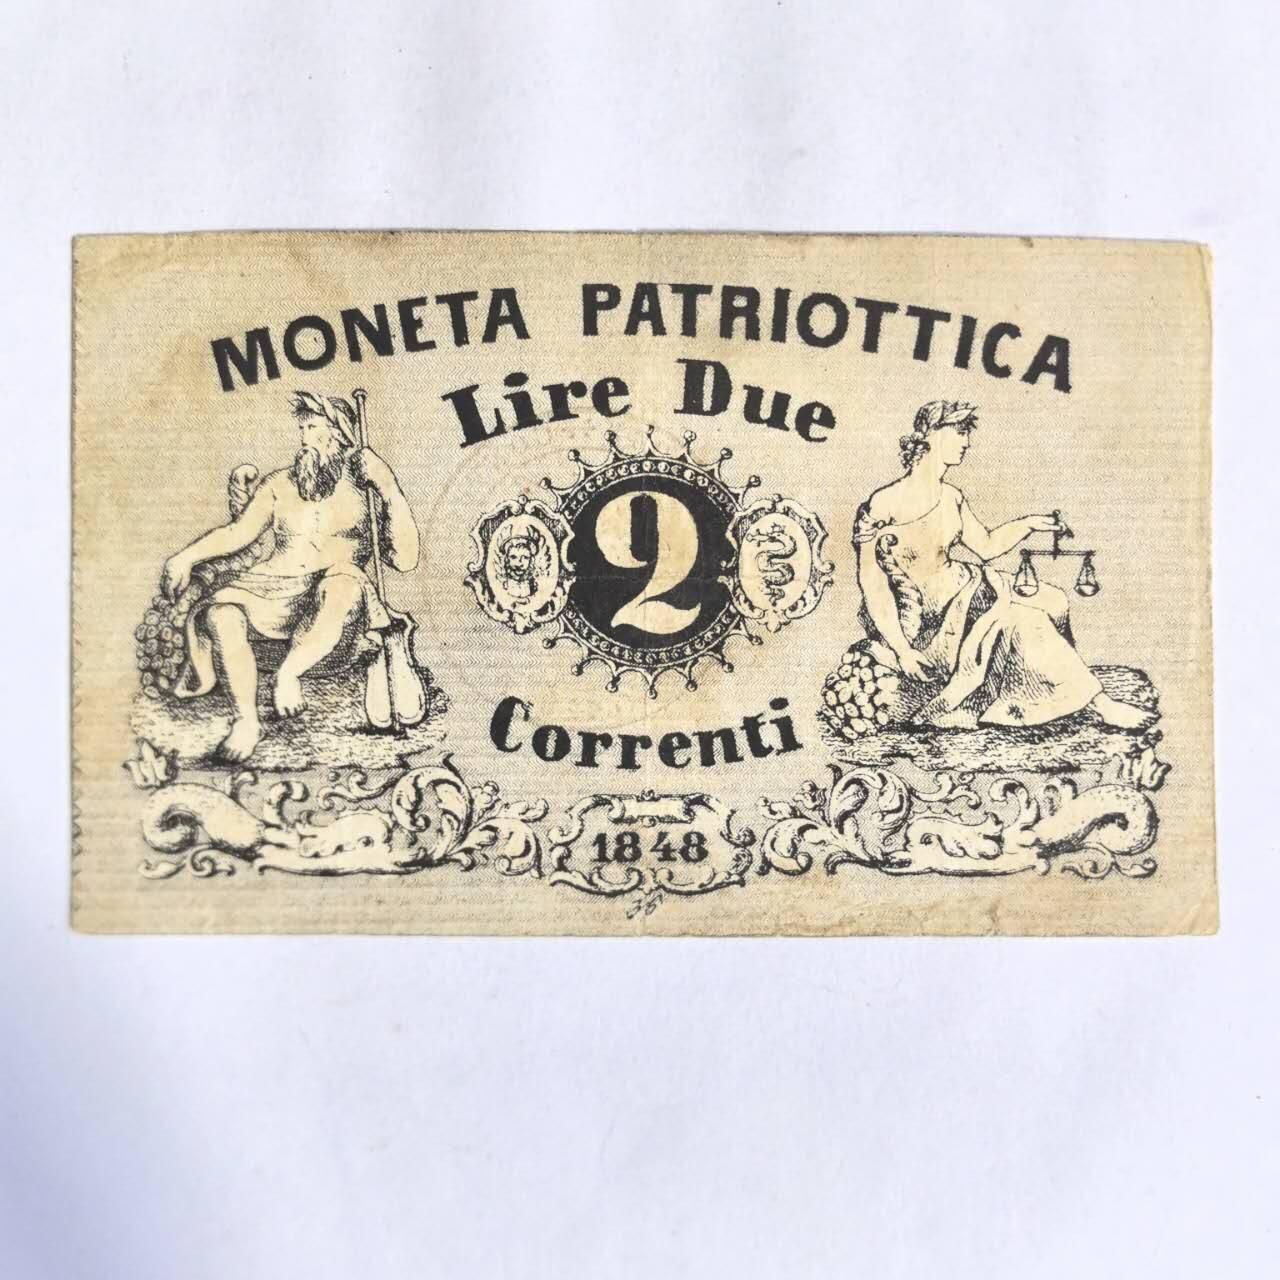 MONETA PATRIOTTICA
Lire Due
2
Correnti
1848